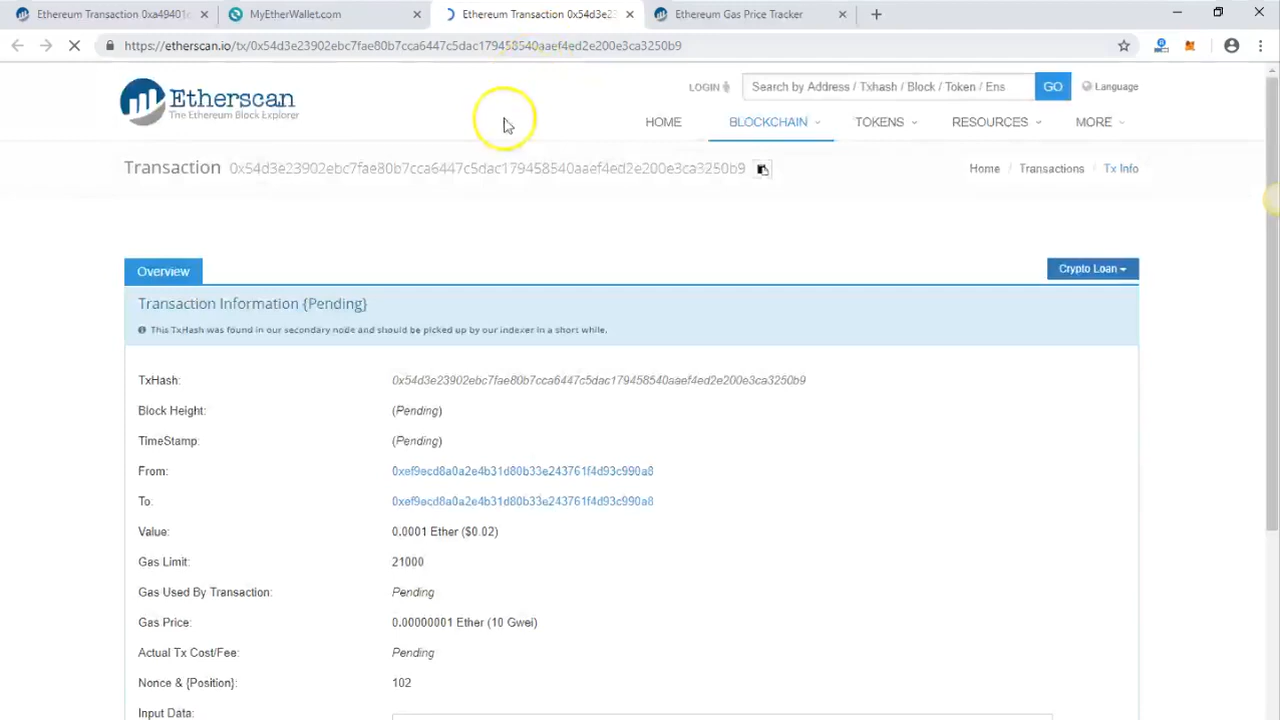 Ethereum Transaction 0xa49401c
MyEtherWallet.com
Ethereum Transaction 0x54d3e23
Ethereum Gas Price Tracker
https://etherscan.io/tx/0x54d3e23902ebc7fae80b7cca6447c5dac179458540aaef4ed2e200e3ca3250b9
Etherscan
The Ethereum Block Explorer
LOGIN
Search by Address / Txhash / Block / Token / Ens
GO
Language
HOME
BLOCKCHAIN
TOKENS
RESOURCES
MORE
Transaction 0x54d3e23902ebc7fae80b7cca6447c5dac179458540aaef4ed2e200e3ca3250b9
Home / Transactions / Tx Info
Overview
Crypto Loan
Transaction Information {Pending}
This TxHash was found in our secondary node and should be picked up by our indexer in a short while.
TxHash: 0x54d3e23902ebc7fae80b7cca6447c5dac179458540aaef4ed2e200e3ca3250b9
Block Height: (Pending)
TimeStamp: (Pending)
From: 0xef9ecd8a0a2e4b31d80b33e243761f4d93c990a8
To: 0xef9ecd8a0a2e4b31d80b33e243761f4d93c990a8
Value: 0.0001 Ether ($0.02)
Gas Limit: 21000
Gas Used By Transaction: Pending
Gas Price: 0.00000001 Ether (10 Gwei)
Actual Tx Cost/Fee: Pending
Nonce & {Position}: 102
Input Data: